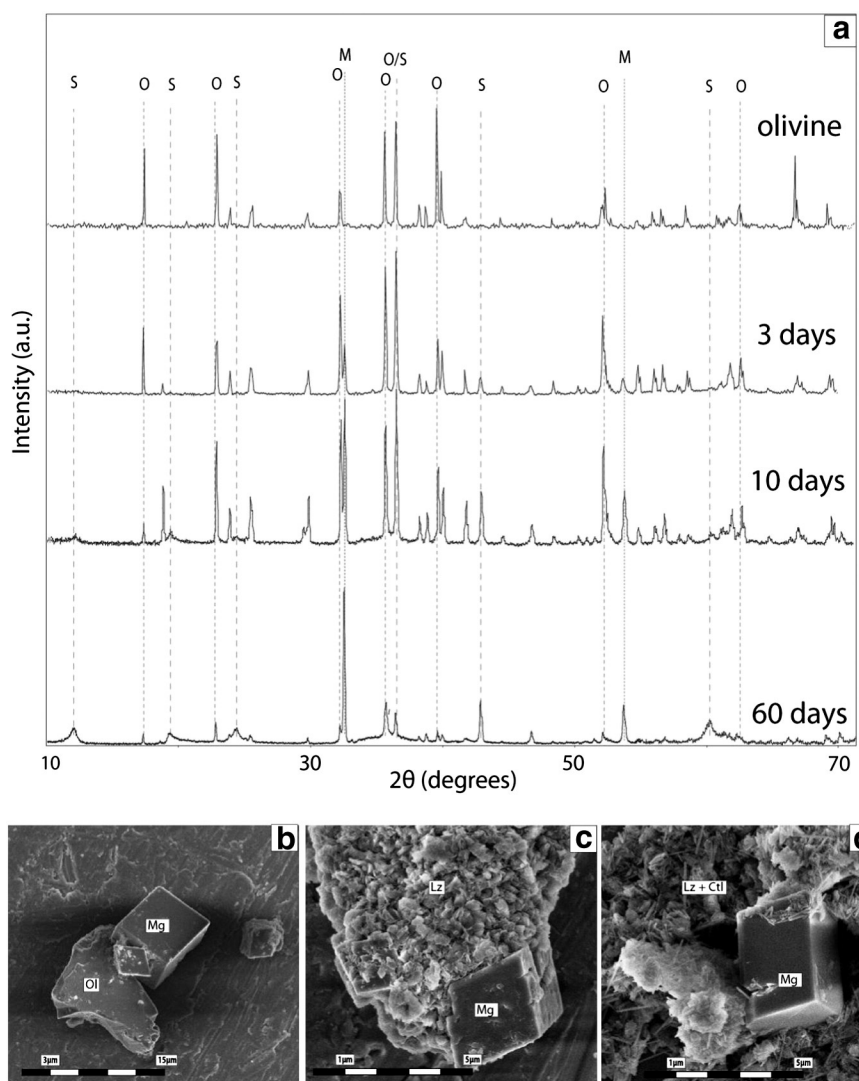 a
M M
O/S
S O S O S O O O S O S O
olivine
3 days
10 days
60 days
Intensity (a.u.)
10 30 50 70
2θ (degrees)
b
Mg
Ol
3µm 15µm
c
Lz
Mg
1µm 5µm
Lz + Ctl
Mg
1µm 5µm